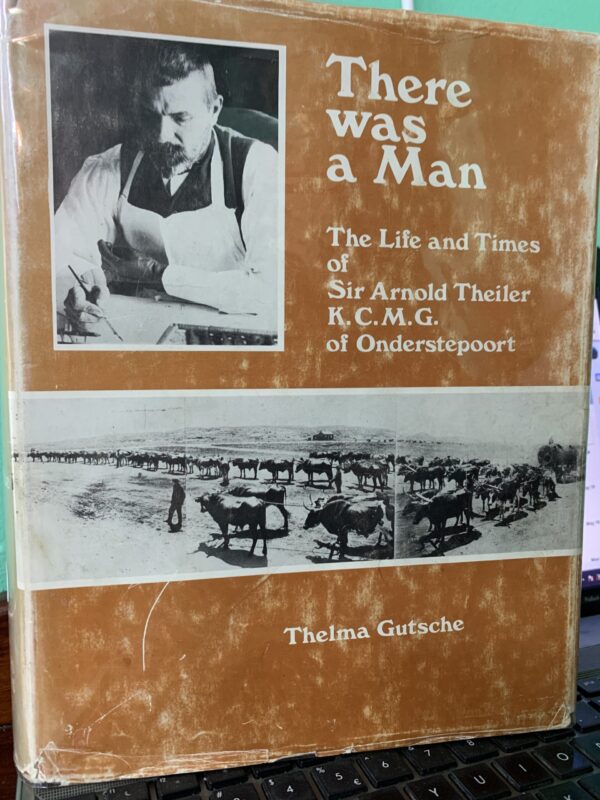 There
was
a Man
The Life and Times
of
Sir Arnold Theiler
K.C.M.G.
of Onderstepoort
Thelma Gutsche